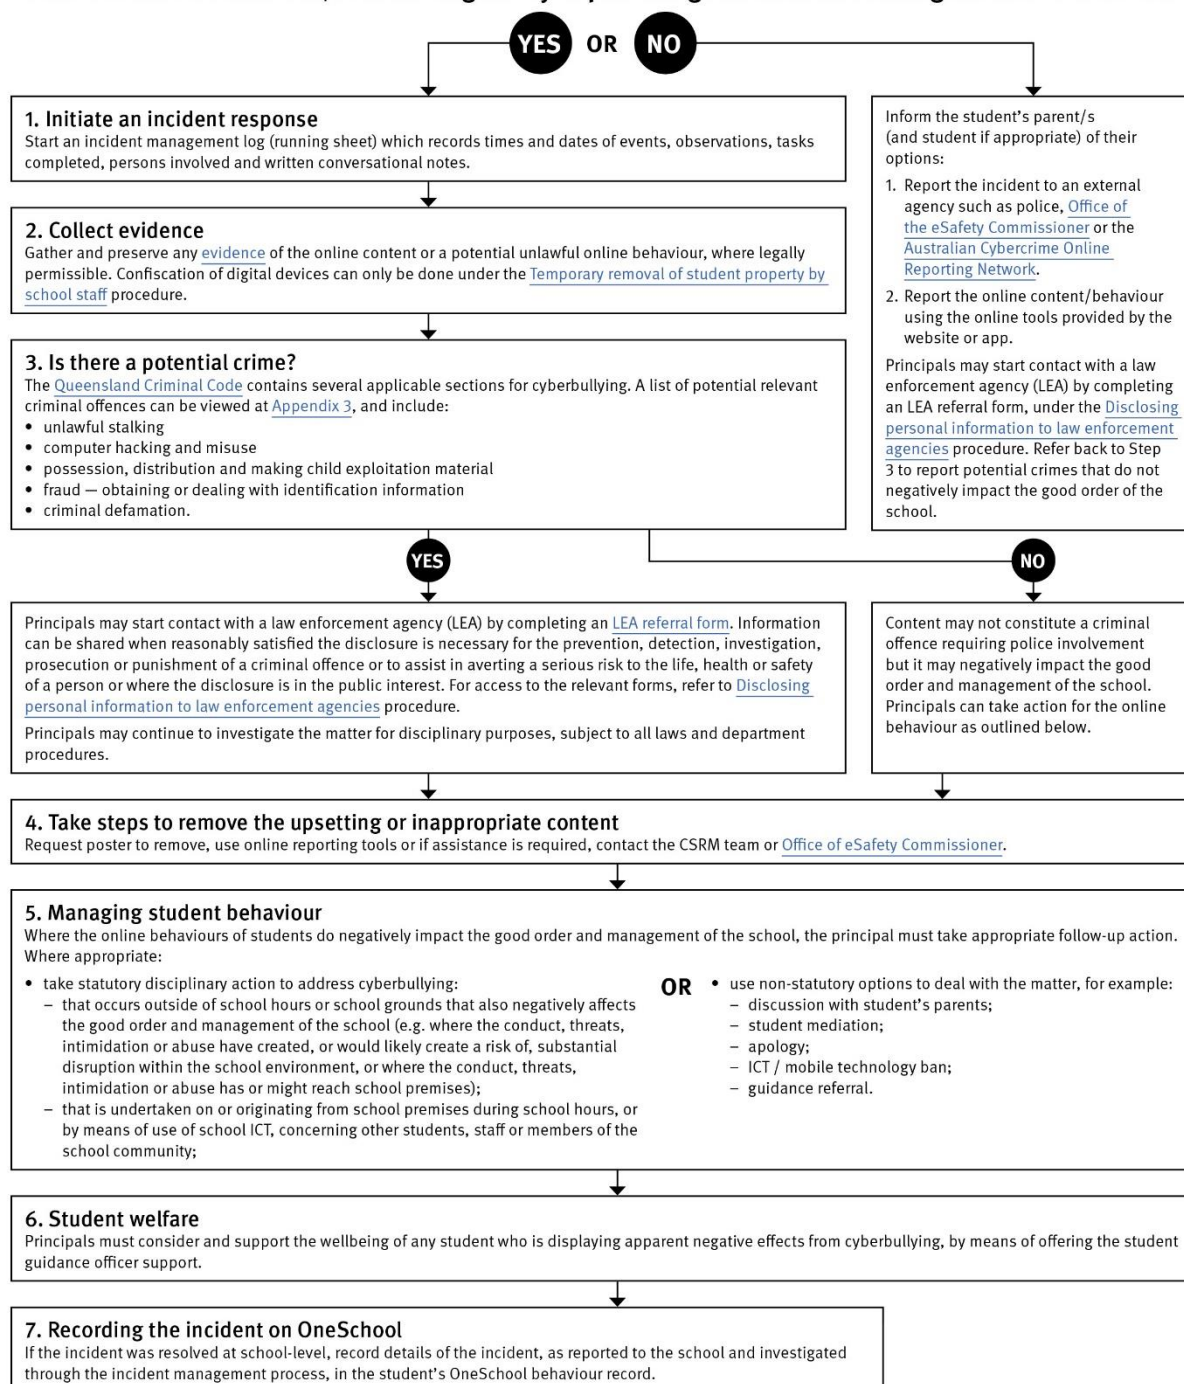 YES OR NO
1. Initiate an incident response
Start an incident management log (running sheet) which records times and dates of events, observations, tasks
completed, persons involved and written conversational notes.
2. Collect evidence
Gather and preserve any evidence of the online content or a potential unlawful online behaviour, where legally
permissible. Confiscation of digital devices can only be done under the Temporary removal of student property by
school staff procedure.
3. Is there a potential crime?
The Queensland Criminal Code contains several applicable sections for cyberbullying. A list of potential relevant
criminal offences can be viewed at Appendix 3, and include:
• unlawful stalking
• computer hacking and misuse
• possession, distribution and making child exploitation material
• fraud — obtaining or dealing with identification information
• criminal defamation.
Inform the student's parent/s
(and student if appropriate) of their
options:
1. Report the incident to an external
agency such as police, Office of
the eSafety Commissioner or the
Australian Cybercrime Online
Reporting Network.
2. Report the online content/behaviour
using the online tools provided by the
website or app.
Principals may start contact with a law
enforcement agency (LEA) by completing
an LEA referral form, under the Disclosing
personal information to law enforcement
agencies procedure. Refer back to Step
3 to report potential crimes that do not
negatively impact the good order of the
school.
YES
NO
Principals may start contact with a law enforcement agency (LEA) by completing an LEA referral form. Information
can be shared when reasonably satisfied the disclosure is necessary for the prevention, detection, investigation,
prosecution or punishment of a criminal offence or to assist in averting a serious risk to the life, health or safety
of a person or where the disclosure is in the public interest. For access to the relevant forms, refer to Disclosing
personal information to law enforcement agencies procedure.
Principals may continue to investigate the matter for disciplinary purposes, subject to all laws and department
procedures.
Content may not constitute a criminal
offence requiring police involvement
but it may negatively impact the good
order and management of the school.
Principals can take action for the online
behaviour as outlined below.
4. Take steps to remove the upsetting or inappropriate content
Request poster to remove, use online reporting tools or if assistance is required, contact the CSRM team or Office of eSafety Commissioner.
5. Managing student behaviour
Where the online behaviours of students do negatively impact the good order and management of the school, the principal must take appropriate follow-up action.
Where appropriate:
• take statutory disciplinary action to address cyberbullying:
– that occurs outside of school hours or school grounds that also negatively affects
the good order and management of the school (e.g. where the conduct, threats,
intimidation or abuse have created, or would likely create a risk of, substantial
disruption within the school environment, or where the conduct, threats,
intimidation or abuse has or might reach school premises);
– that is undertaken on or originating from school premises during school hours, or
by means of use of school ICT, concerning other students, staff or members of the
school community;
OR
• use non-statutory options to deal with the matter, for example:
– discussion with student's parents;
– student mediation;
– apology;
– ICT / mobile technology ban;
– guidance referral.
6. Student welfare
Principals must consider and support the wellbeing of any student who is displaying apparent negative effects from cyberbullying, by means of offering the student
guidance officer support.
7. Recording the incident on OneSchool
If the incident was resolved at school-level, record details of the incident, as reported to the school and investigated
through the incident management process, in the student's OneSchool behaviour record.